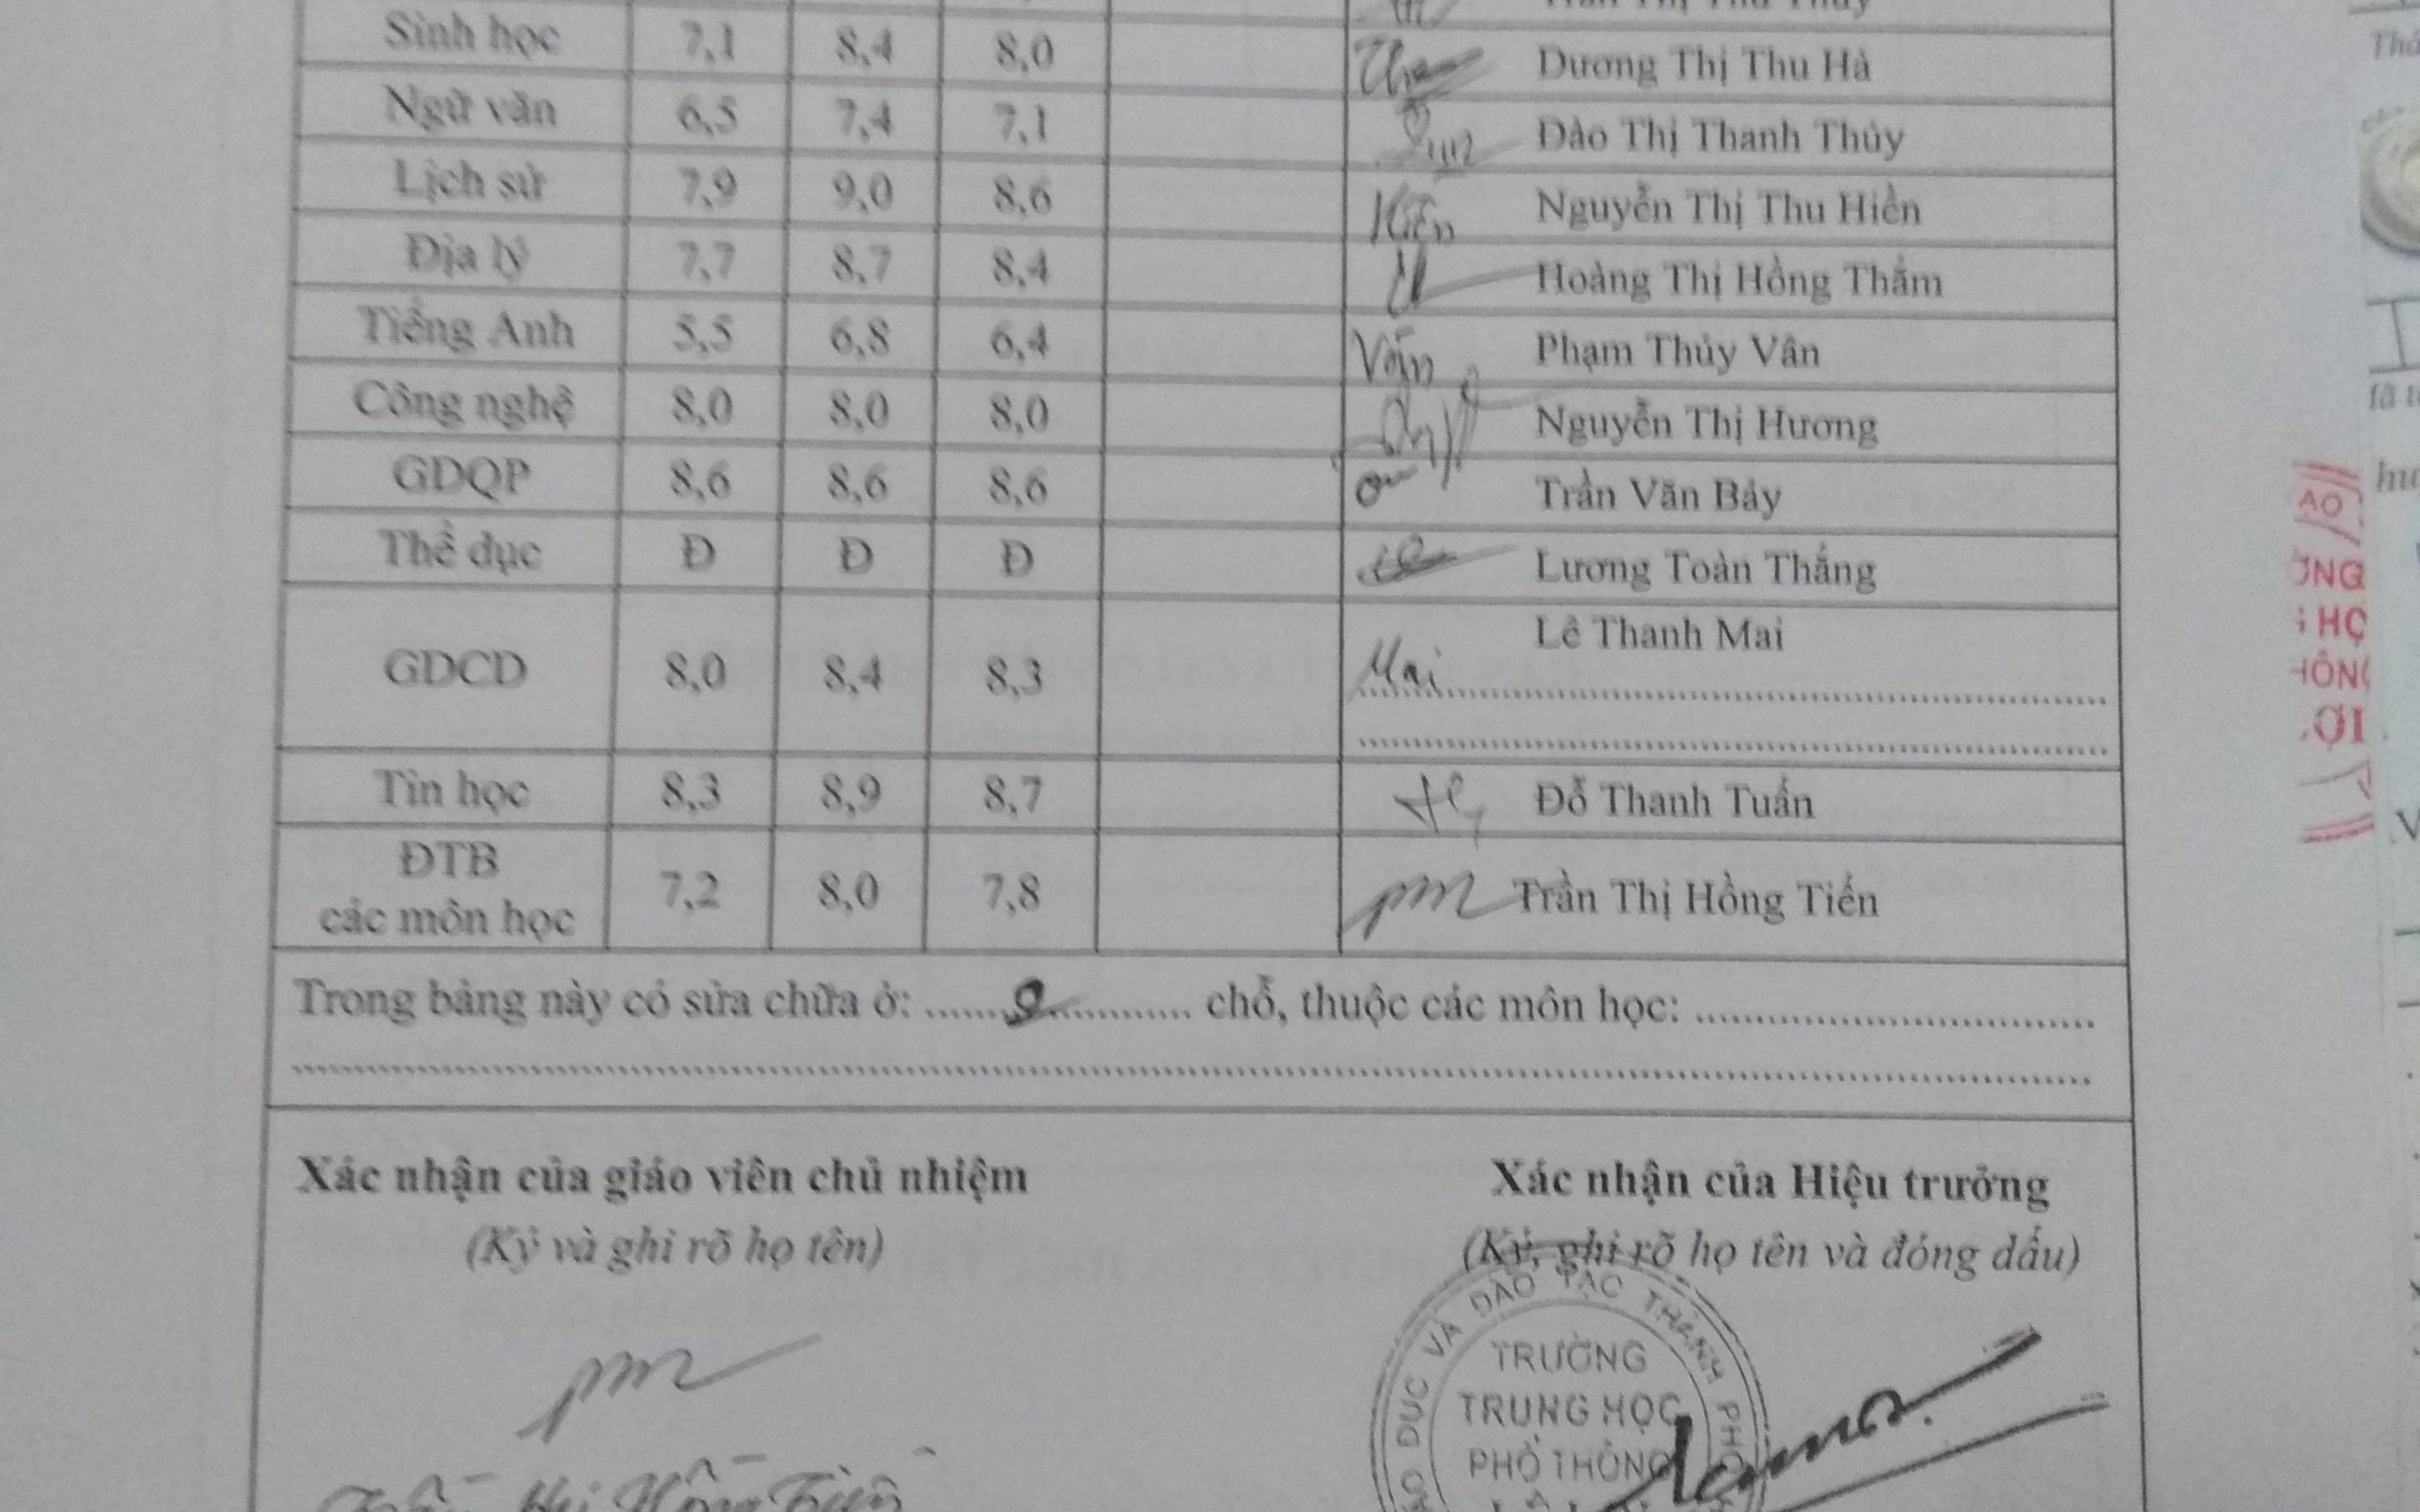 Sinh học 7,1 8,4 8,0 Dương Thị Thu Hà
Ngữ văn 6,5 7,4 7,1 Đào Thị Thanh Thủy
Lịch sử 7,9 9,0 8,6 Hiền Nguyễn Thị Thu Hiền
Địa lý 7,7 8,7 8,4 Hoàng Thị Hồng Thắm
Tiếng Anh 5,5 6,8 6,4 Vân Phạm Thủy Vân
Công nghệ 8,0 8,0 8,0 Nguyễn Thị Hương
GDQP 8,6 8,6 8,6 Trần Văn Bảy
Thể dục Đ Đ Đ Lương Toàn Thắng
Lê Thanh Mai
GDCD 8,0 8,4 8,3 Mai
Tin học 8,3 8,9 8,7 Đỗ Thanh Tuấn
ĐTB
các môn học 7,2 8,0 7,8 Trần Thị Hồng Tiến
Trong bảng này có sửa chữa ở: ............ chỗ, thuộc các môn học: ............
Xác nhận của giáo viên chủ nhiệm
(Ký và ghi rõ họ tên)
Trần Thị Hồng Tiến
Xác nhận của Hiệu trưởng
(Ký, ghi rõ họ tên và đóng dấu)
DỤC VÀ ĐÀO TẠO THÀNH PHỐ
TRƯỜNG
TRUNG HỌC
PHỔ THÔNG